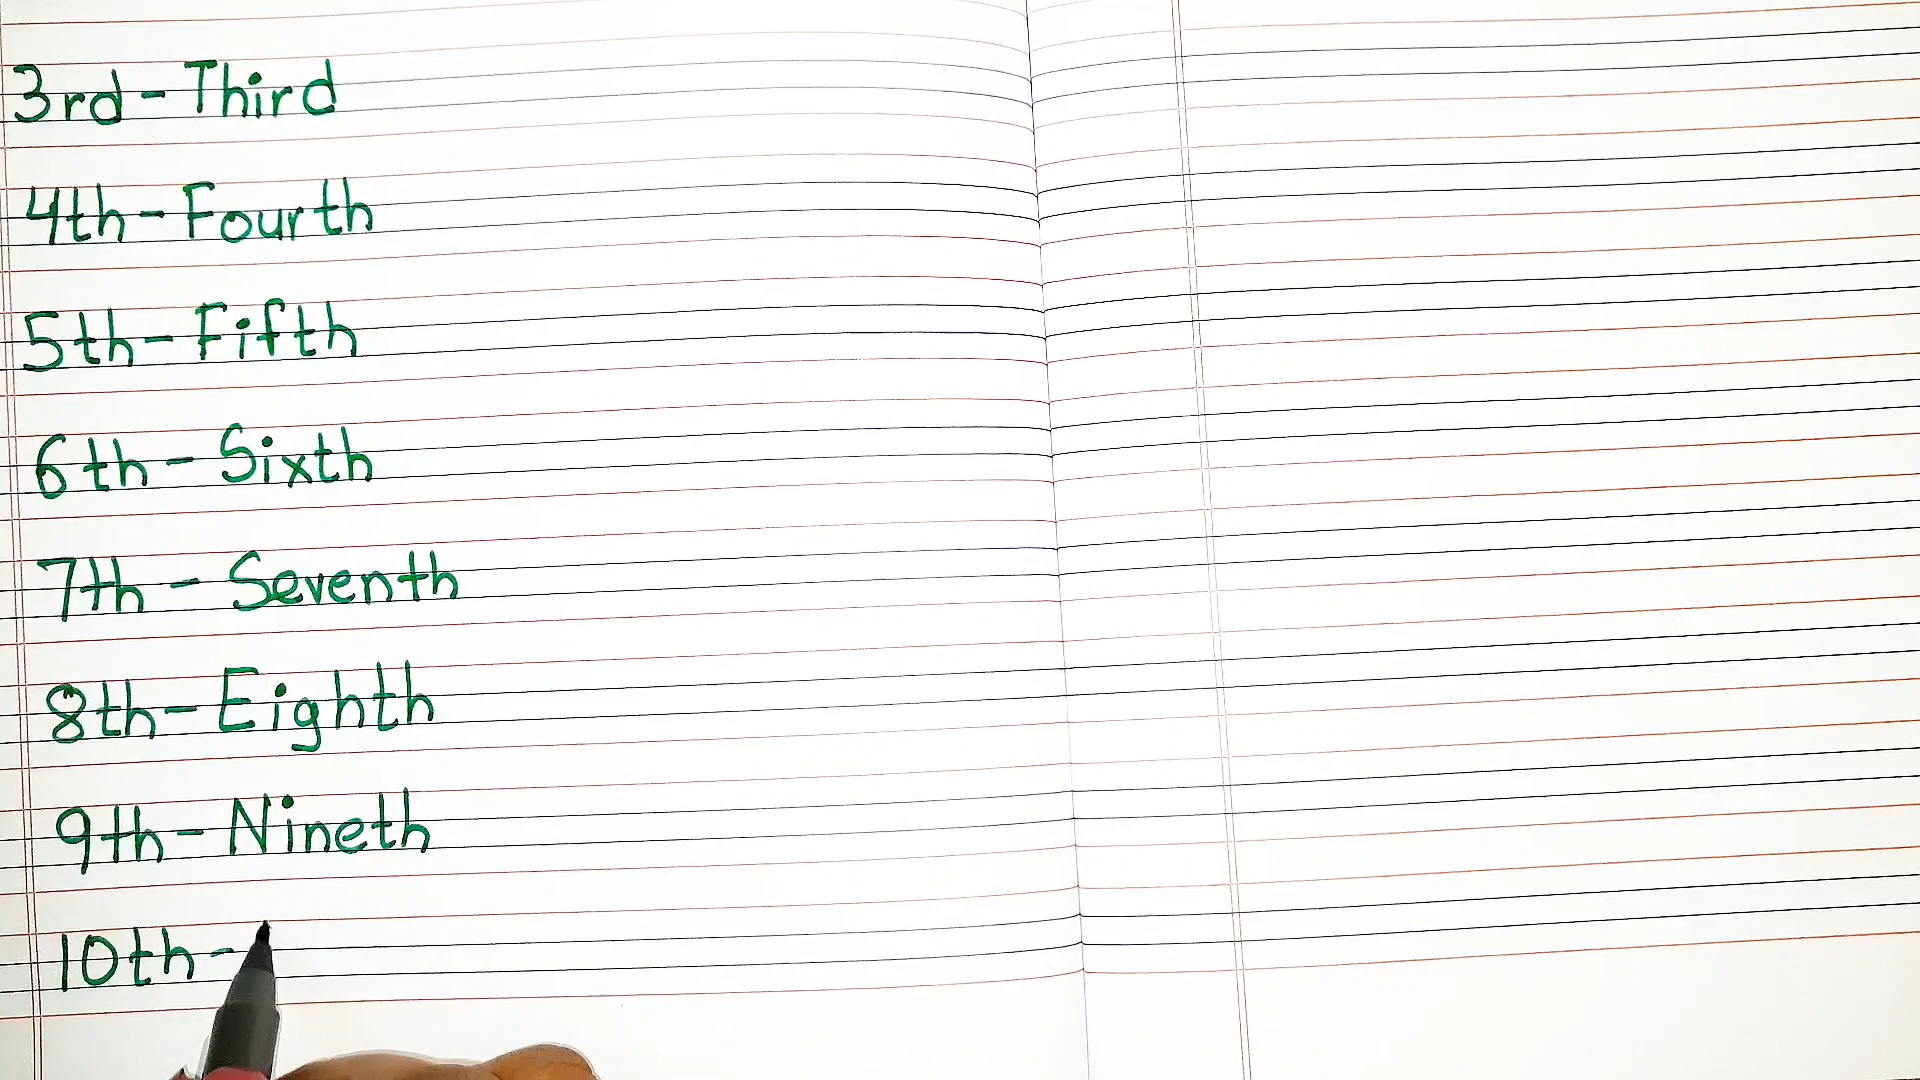 3rd - Third
4th - Fourth
5th - Fifth
6th - Sixth
7th - Seventh
8th - Eighth
9th - Nineth
10th -